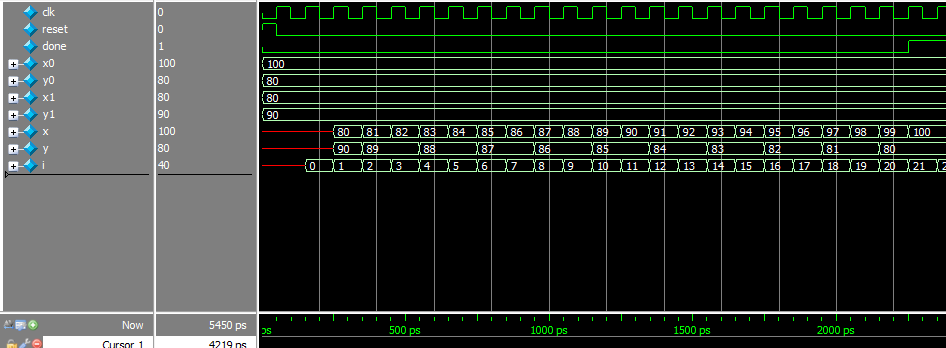 clk 0
reset 0
done 1
x0 100 100
y0 80 80
x1 80 80
y1 90 90
x 100 80 81 82 83 84 85 86 87 88 89 90 91 92 93 94 95 96 97 98 99 100
y 80 90 89 88 87 86 85 84 83 82 81 80
i 40 0 1 2 3 4 5 6 7 8 9 10 11 12 13 14 15 16 17 18 19 20 21
Now 5450 ps ps 500 ps 1000 ps 1500 ps 2000 ps
Cursor 1 4219 ps